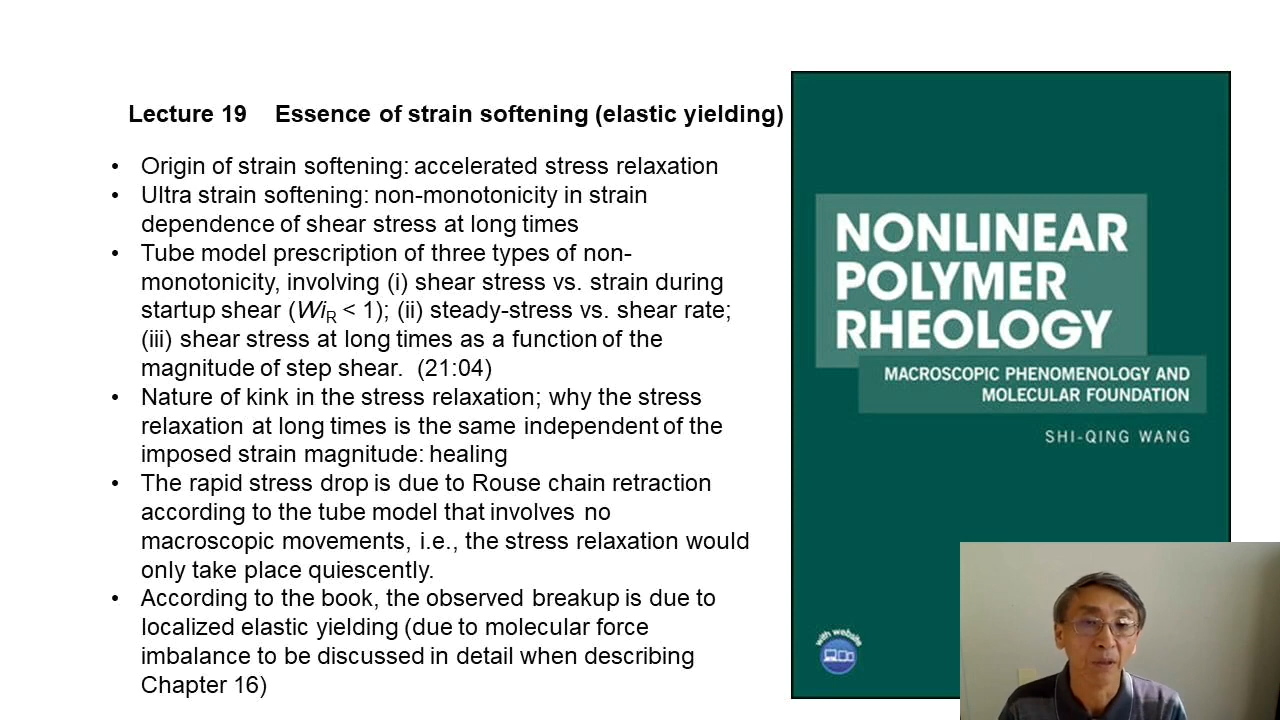 Lecture 19 Essence of strain softening (elastic yielding)
• Origin of strain softening: accelerated stress relaxation
• Ultra strain softening: non-monotonicity in strain
dependence of shear stress at long times
• Tube model prescription of three types of non-
monotonicity, involving (i) shear stress vs. strain during
startup shear (WiR < 1); (ii) steady-stress vs. shear rate;
(iii) shear stress at long times as a function of the
magnitude of step shear. (21:04)
• Nature of kink in the stress relaxation; why the stress
relaxation at long times is the same independent of the
imposed strain magnitude: healing
• The rapid stress drop is due to Rouse chain retraction
according to the tube model that involves no
macroscopic movements, i.e., the stress relaxation would
only take place quiescently.
• According to the book, the observed breakup is due to
localized elastic yielding (due to molecular force
imbalance to be discussed in detail when describing
Chapter 16)
NONLINEAR
POLYMER
RHEOLOGY
MACROSCOPIC PHENOMENOLOGY AND
MOLECULAR FOUNDATION
SHI-QING WANG
with website